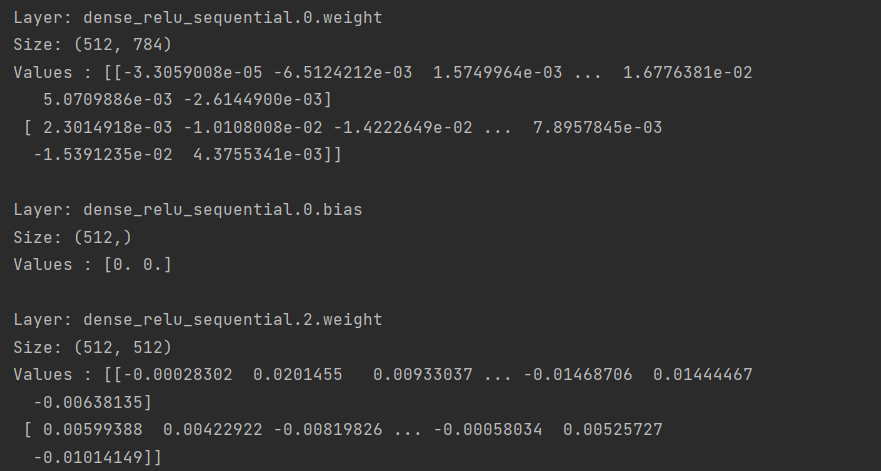 Layer: dense_relu_sequential.0.weight
Size: (512, 784)
Values : [[-3.3059008e-05 -6.5124212e-03  1.5749964e-03 ...  1.6776381e-02
   5.0709886e-03 -2.6144900e-03]
 [ 2.3014918e-03 -1.0108008e-02 -1.4222649e-02 ...  7.8957845e-03
  -1.5391235e-02  4.3755341e-03]]

Layer: dense_relu_sequential.0.bias
Size: (512,)
Values : [0. 0.]

Layer: dense_relu_sequential.2.weight
Size: (512, 512)
Values : [[-0.00028302  0.0201455   0.00933037 ... -0.01468706  0.01444467
  -0.00638135]
 [ 0.00599388  0.00422922 -0.00819826 ... -0.00058034  0.00525727
  -0.01014149]]